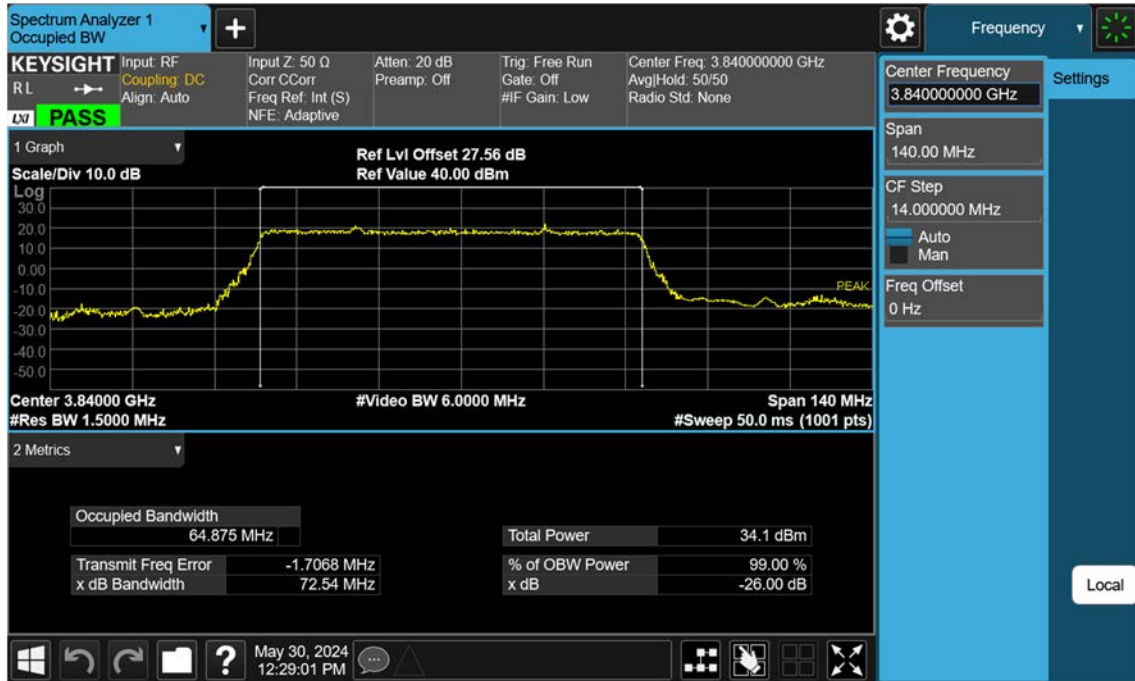 Spectrum Analyzer 1
Occupied BW
Frequency
KEYSIGHT
R L
LXI
PASS
Input: RF
Coupling: DC
Align: Auto
Input Z: 50 Ω
Corr CCorr
Freq Ref: Int (S)
NFE: Adaptive
Atten: 20 dB
Preamp: Off
Trig: Free Run
Gate: Off
#IF Gain: Low
Center Freq: 3.840000000 GHz
Avg|Hold: 50/50
Radio Std: None
Center Frequency
3.840000000 GHz
Settings
Span
140.00 MHz
CF Step
14.000000 MHz
Auto
Man
Freq Offset
0 Hz
Local
1 Graph
Scale/Div 10.0 dB
Ref Lvl Offset 27.56 dB
Ref Value 40.00 dBm
Log
30.0
20.0
10.0
0.00
-10.0
-20.0
-30.0
-40.0
-50.0
PEAK
Center 3.84000 GHz
#Video BW 6.0000 MHz
Span 140 MHz
#Res BW 1.5000 MHz
#Sweep 50.0 ms (1001 pts)
2 Metrics
Occupied Bandwidth
64.875 MHz
Total Power 34.1 dBm
Transmit Freq Error -1.7068 MHz
% of OBW Power 99.00 %
x dB Bandwidth 72.54 MHz
x dB -26.00 dB
?
May 30, 2024
12:29:01 PM